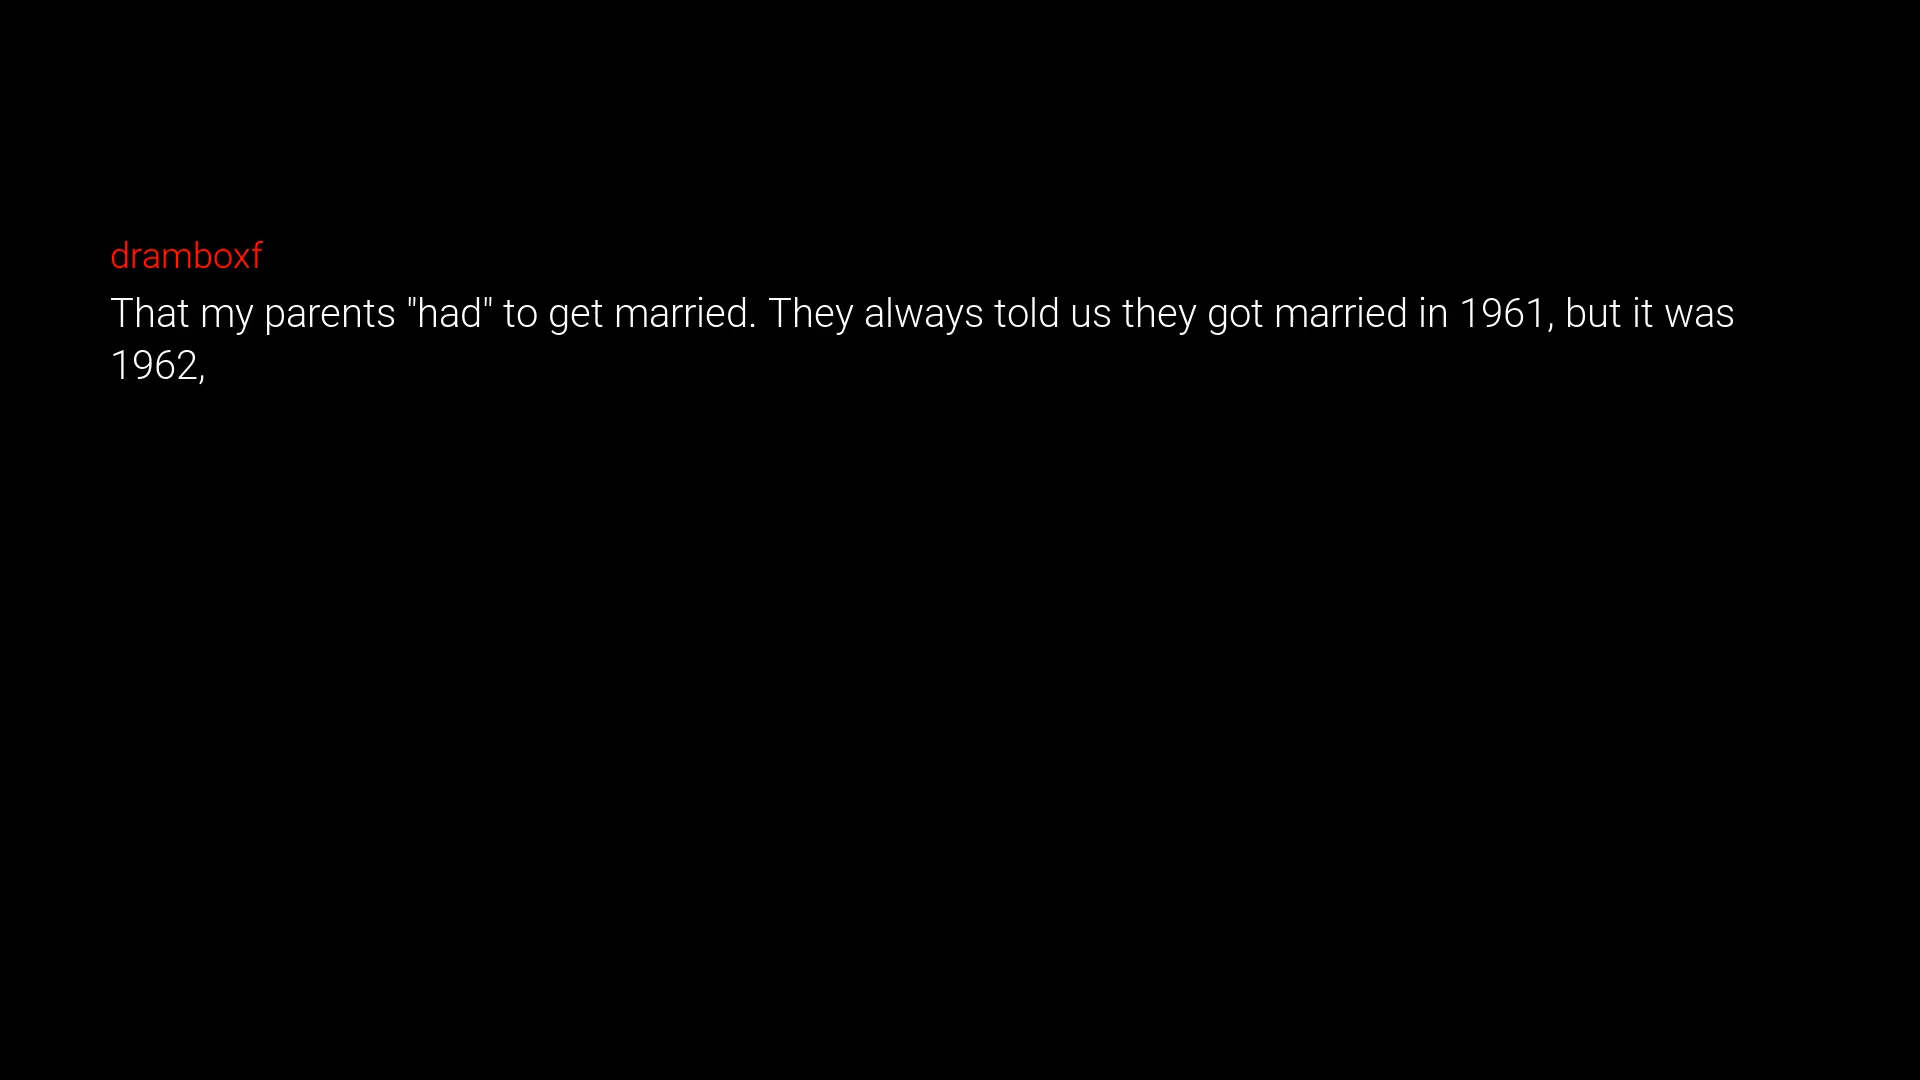 dramboxf
That my parents "had" to get married. They always told us they got married in 1961, but it was
1962,